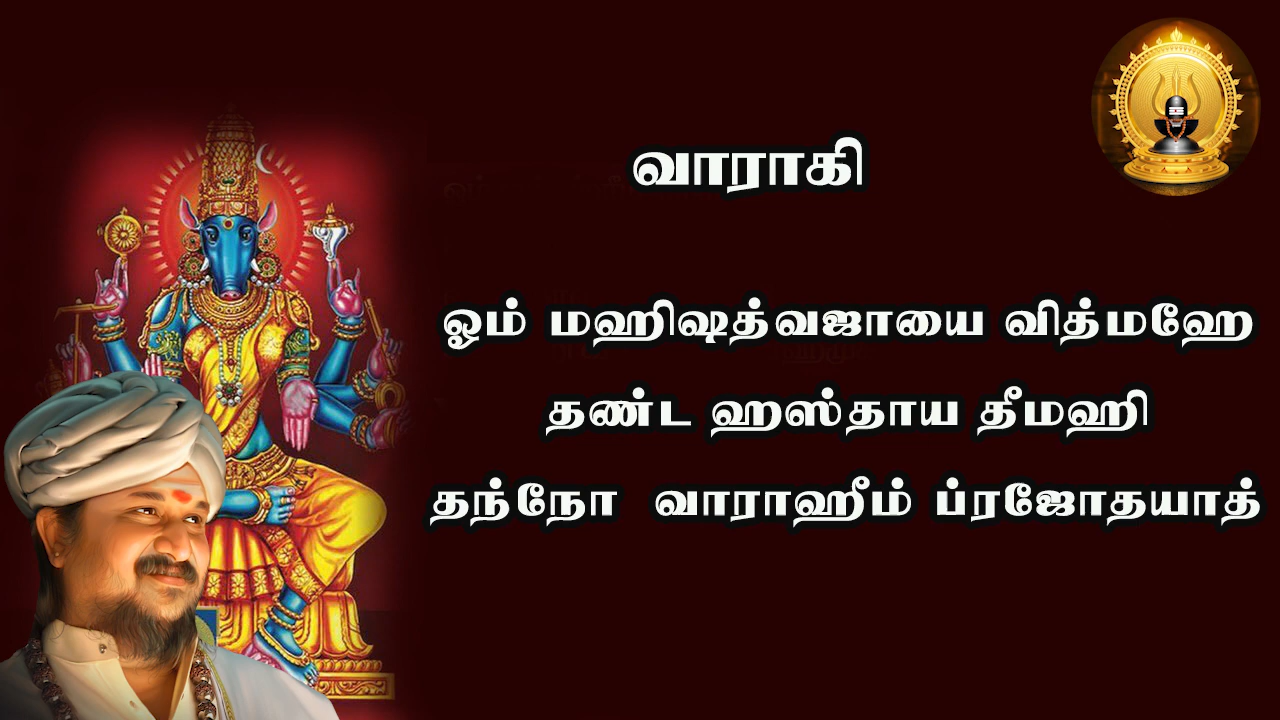 வாராகி
ஓம் மஹிஷத்வஜாயை வித்மஹே
தண்ட ஹஸ்தாய தீமஹி
தந்நோ வாராஹீம் ப்ரஜோதயாத்